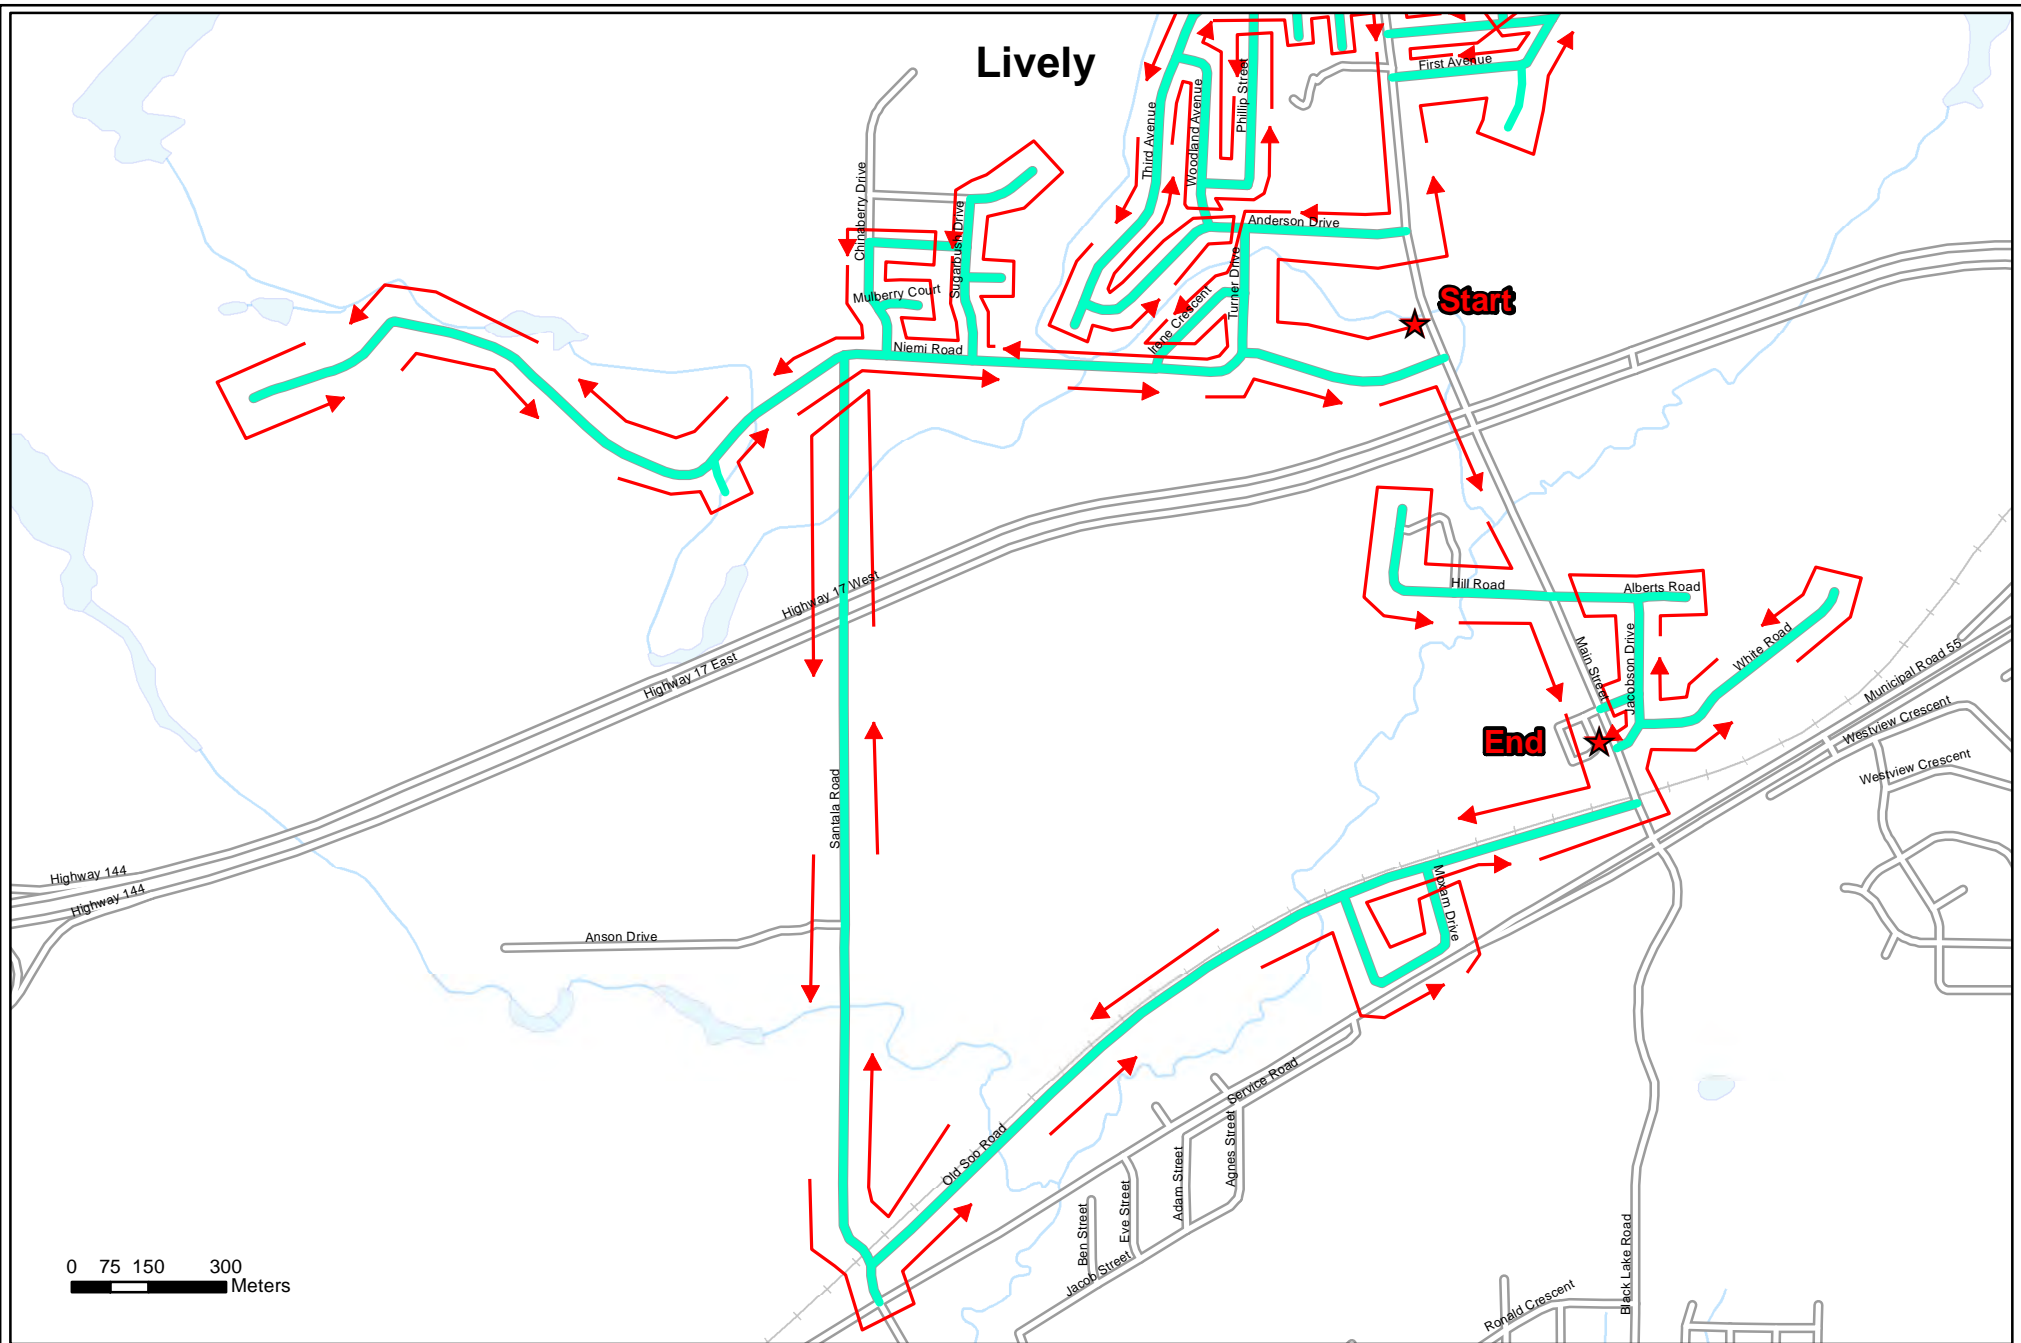 Lively
First Avenue
Phillip Street
Woodland Avenue
Third Avenue
Chinaberry Drive
Sugarbush Drive
Anderson Drive
Turner Drive
Irene Crescent
Mulberry Court
Niemi Road
Start
Highway 17 West
Highway 17 East
Hill Road
Alberts Road
Main Street
Jacobson Drive
White Road
Municipal Road 55
Westview Crescent
Westview Crescent
End
Santala Road
Highway 144
Highway 144
Anson Drive
Moxam Drive
Old Soo Road
Service Road
Agnes Street
Adam Street
Eve Street
Ben Street
Jacob Street
Black Lake Road
Ronald Crescent
0 75 150 300
Meters